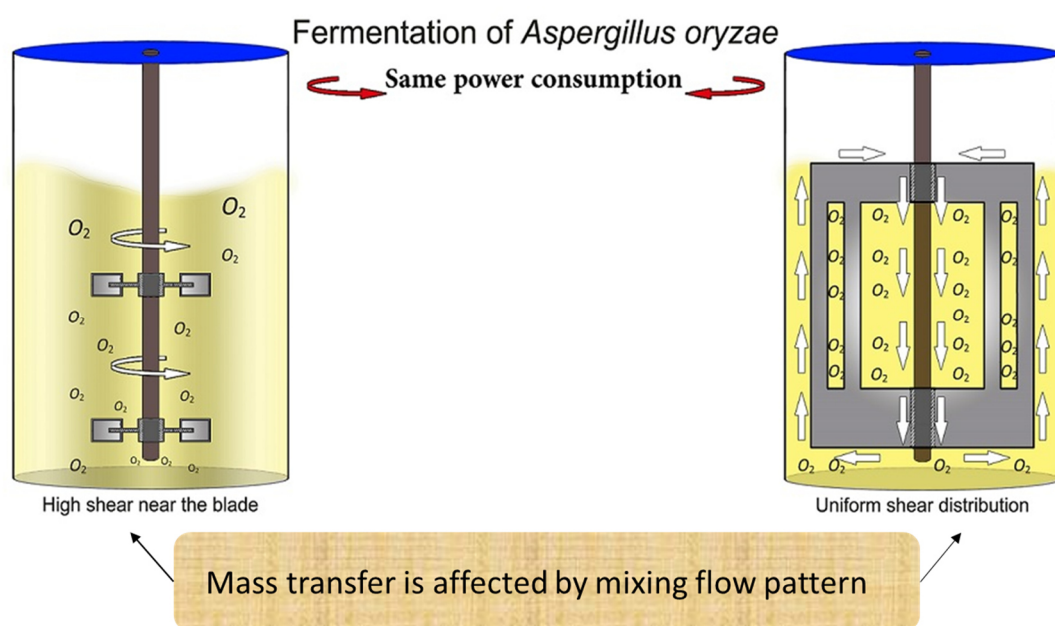 Fermentation of Aspergillus oryzae
Same power consumption
O₂
O₂
O₂
O₂
O₂
O₂
O₂
O₂
O₂
O₂
O₂ O₂
O₂
O₂ O₂ O₂ O₂
O₂ O₂ O₂ O₂
O₂ O₂ O₂
O₂
O₂
O₂ O₂ O₂ O₂
O₂ O₂ O₂ O₂
O₂ O₂ O₂ O₂
High shear near the blade
Uniform shear distribution
Mass transfer is affected by mixing flow pattern